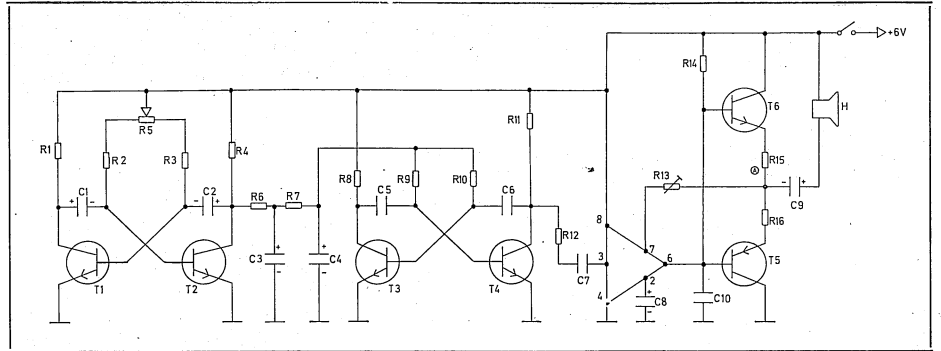 +6V
R14
T6
H
R1
R5
R2
R3
R4
R8
R9
R10
R11
R13
R15
A
C1
+ -
C2
- +
R6
R7
C5
C6
R12
C9
- +
R16
8
7
3
6
4
2
C3
+
-
C4
+
-
C7
C8
+
-
C10
T1
T2
T3
T4
T5